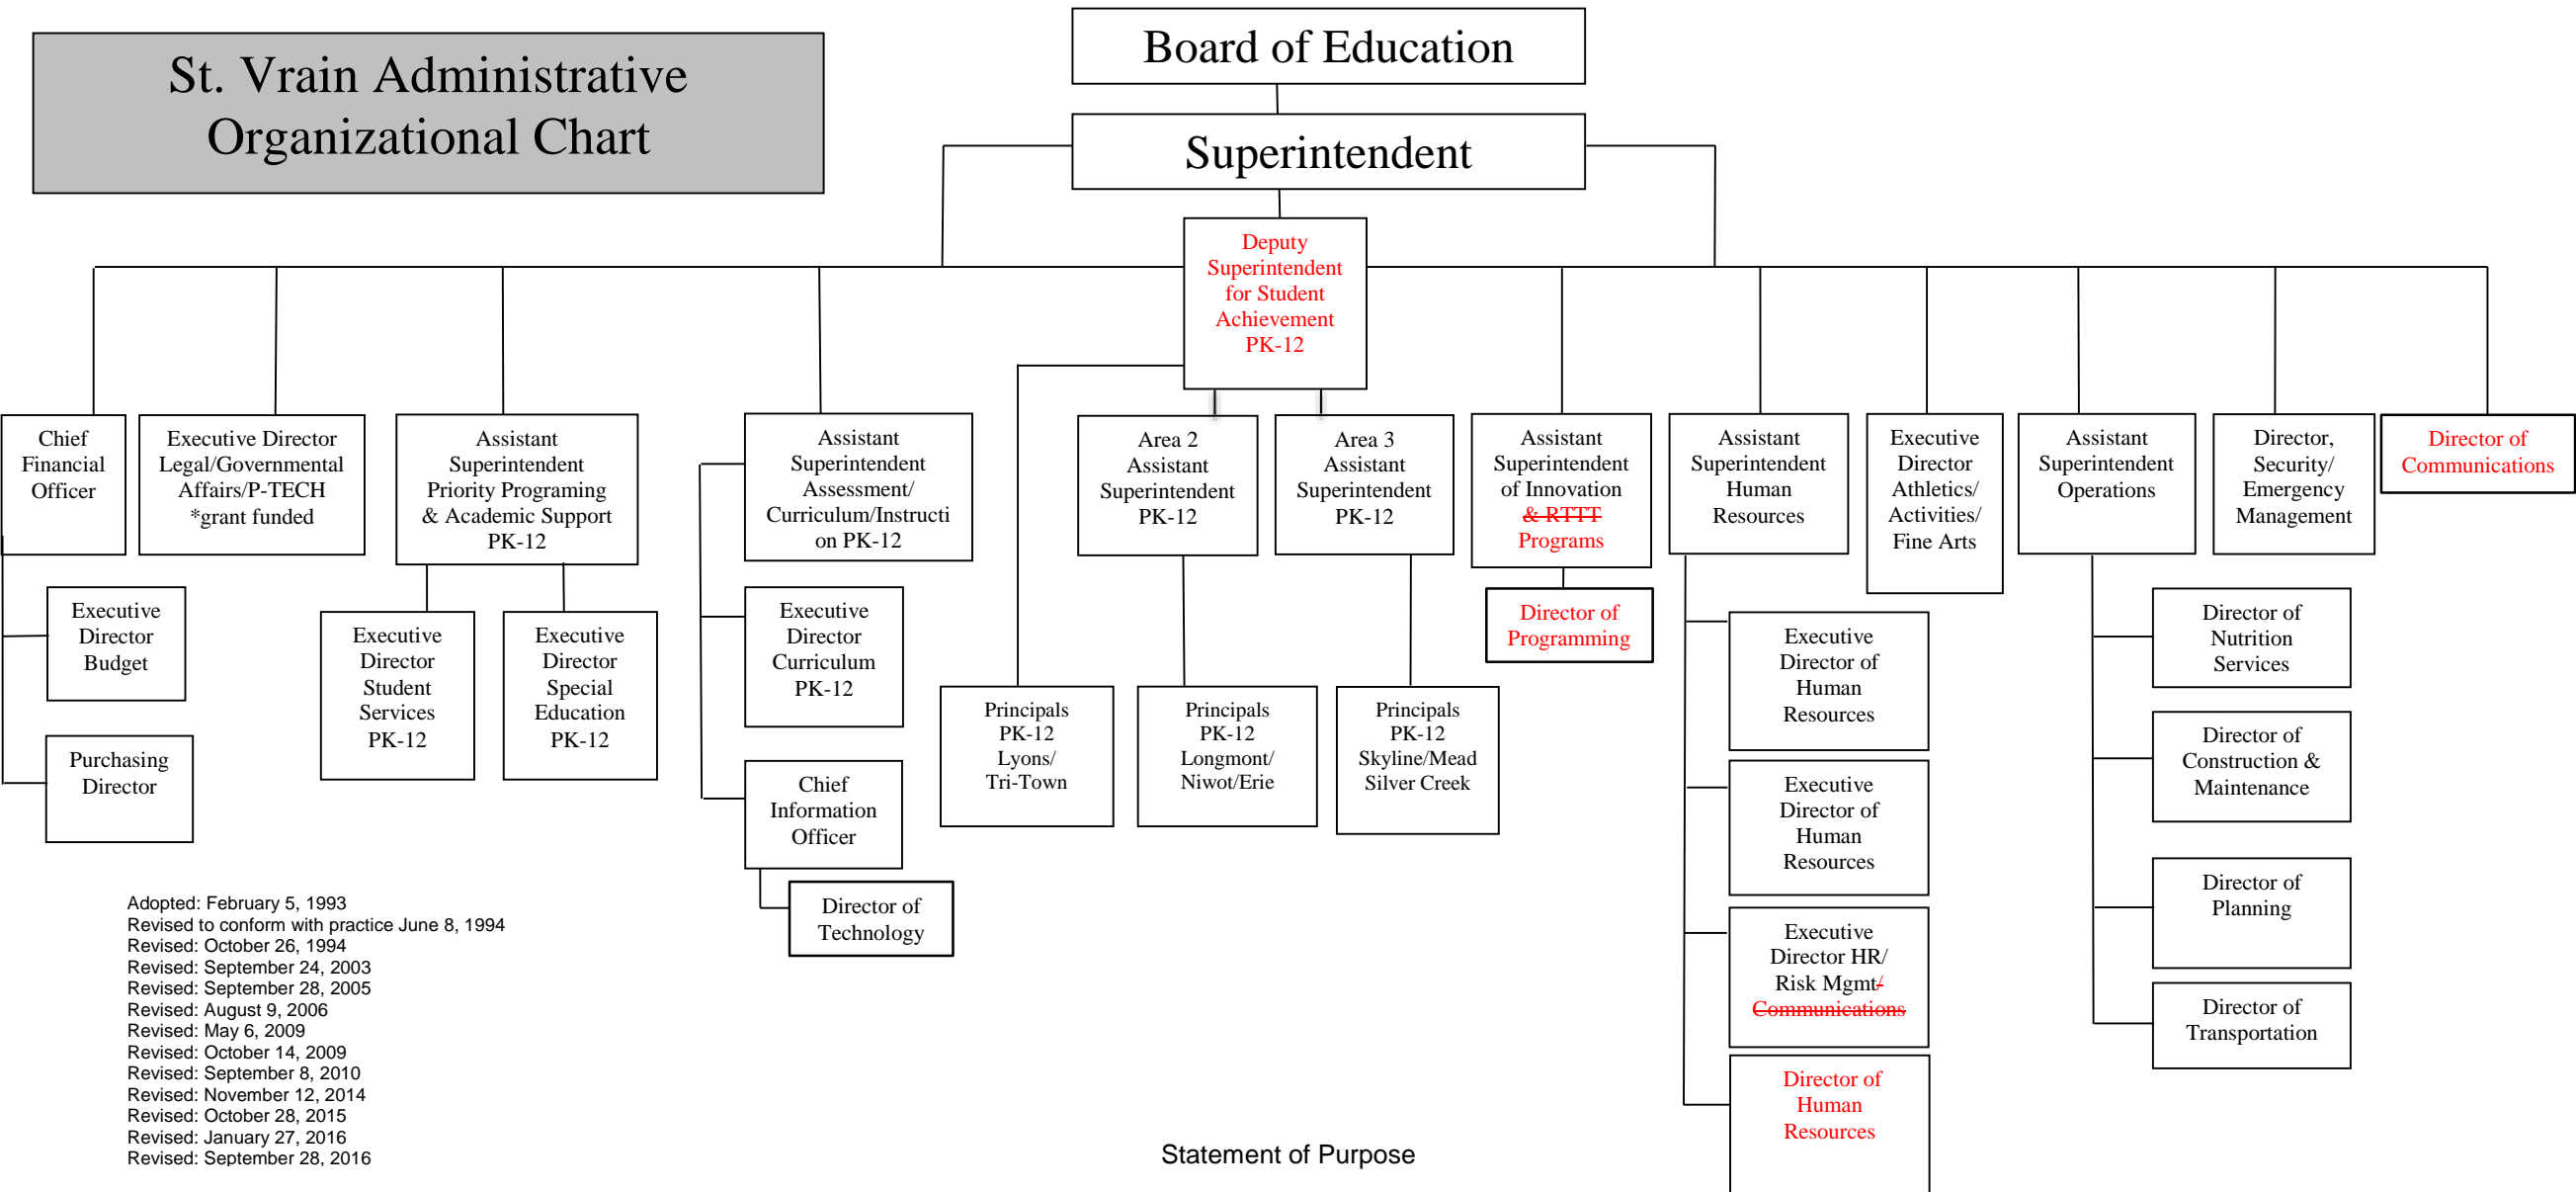 St. Vrain Administrative
Organizational Chart
Board of Education
Superintendent
Deputy
Superintendent
for Student
Achievement
PK-12
Chief
Financial
Officer
Executive Director
Legal/Governmental
Affairs/P-TECH
*grant funded
Assistant
Superintendent
Priority Programing
& Academic Support
PK-12
Assistant
Superintendent
Assessment/
Curriculum/Instructi
on PK-12
Area 2
Assistant
Superintendent
PK-12
Area 3
Assistant
Superintendent
PK-12
Assistant
Superintendent
of Innovation
& RTTT
Programs
Assistant
Superintendent
Human
Resources
Executive
Director
Athletics/
Activities/
Fine Arts
Assistant
Superintendent
Operations
Director,
Security/
Emergency
Management
Director of
Communications
Executive
Director
Budget
Purchasing
Director
Executive
Director
Student
Services
PK-12
Executive
Director
Special
Education
PK-12
Executive
Director
Curriculum
PK-12
Chief
Information
Officer
Director of
Technology
Principals
PK-12
Lyons/
Tri-Town
Principals
PK-12
Longmont/
Niwot/Erie
Principals
PK-12
Skyline/Mead
Silver Creek
Director of
Programming
Executive
Director of
Human
Resources
Executive
Director of
Human
Resources
Executive
Director HR/
Risk Mgmt/
Communications
Director of
Human
Resources
Director of
Nutrition
Services
Director of
Construction &
Maintenance
Director of
Planning
Director of
Transportation
Adopted: February 5, 1993
Revised to conform with practice June 8, 1994
Revised: October 26, 1994
Revised: September 24, 2003
Revised: September 28, 2005
Revised: August 9, 2006
Revised: May 6, 2009
Revised: October 14, 2009
Revised: September 8, 2010
Revised: November 12, 2014
Revised: October 28, 2015
Revised: January 27, 2016
Revised: September 28, 2016
Statement of Purpose